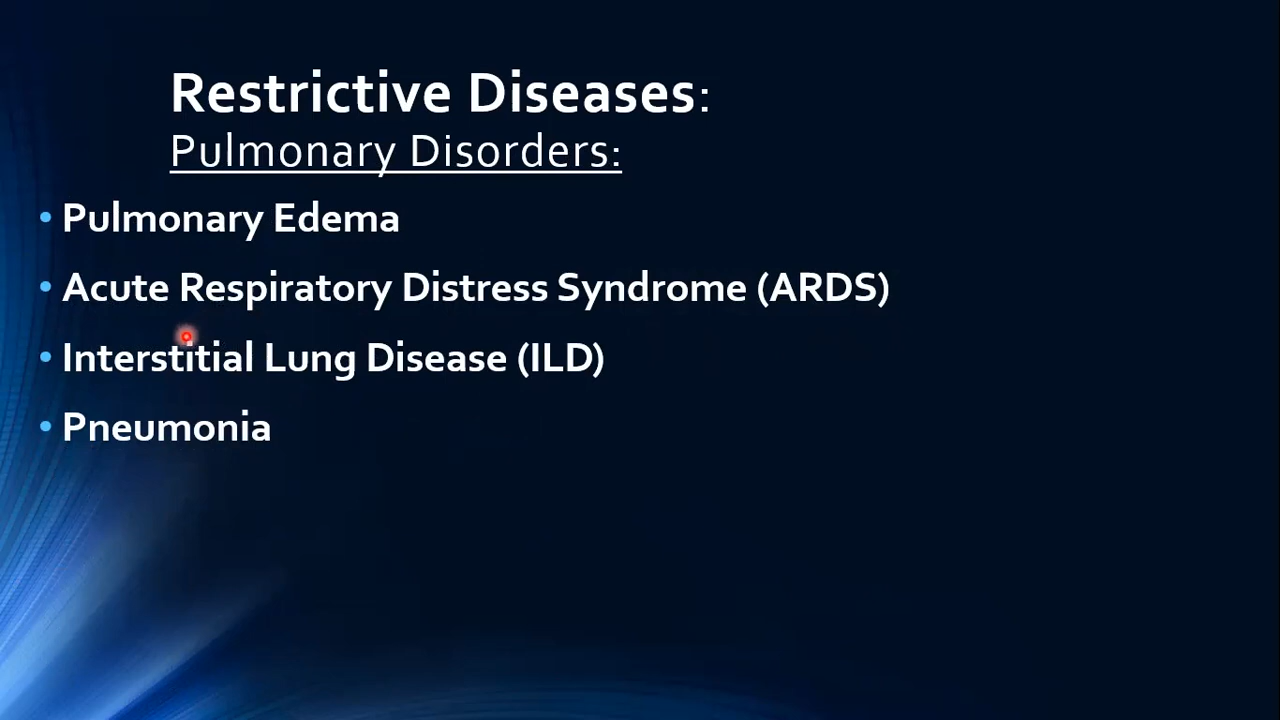 Restrictive Diseases:
Pulmonary Disorders:
• Pulmonary Edema
• Acute Respiratory Distress Syndrome (ARDS)
• Interstitial Lung Disease (ILD)
• Pneumonia